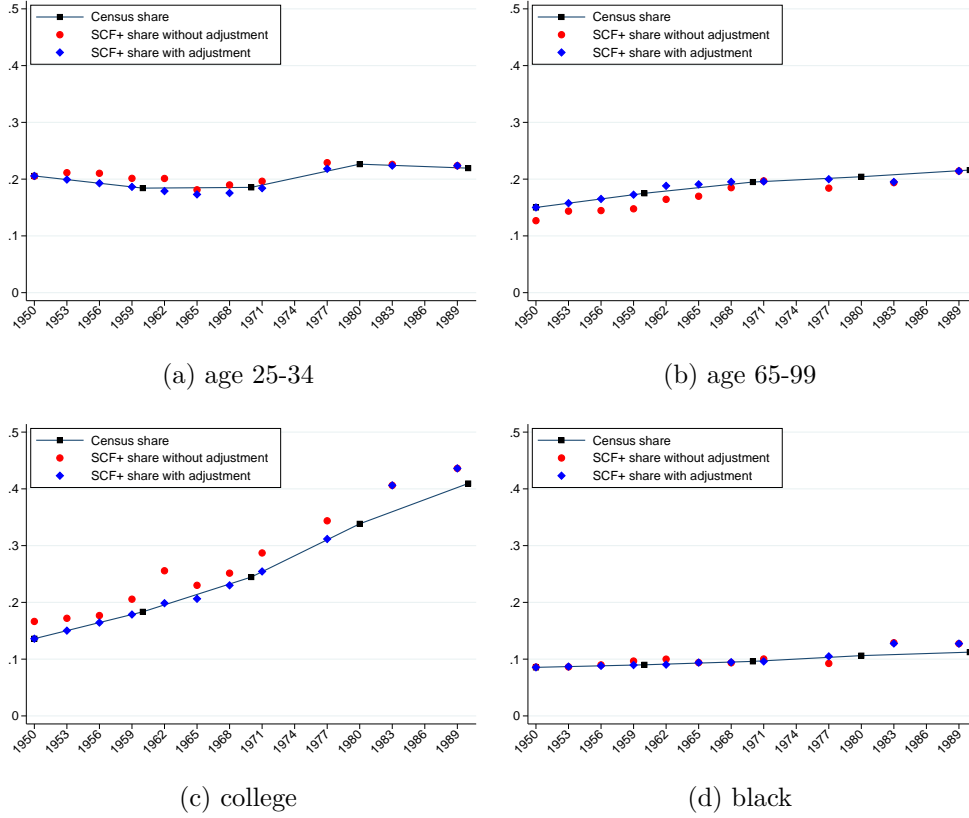 Census share
SCF+ share without adjustment
SCF+ share with adjustment
.5
.4
.3
.2
.1
0
1950 1953 1956 1959 1962 1965 1968 1971 1974 1977 1980 1983 1986 1989
(a) age 25-34
Census share
SCF+ share without adjustment
SCF+ share with adjustment
.5
.4
.3
.2
.1
0
1950 1953 1956 1959 1962 1965 1968 1971 1974 1977 1980 1983 1986 1989
(b) age 65-99
Census share
SCF+ share without adjustment
SCF+ share with adjustment
.5
.4
.3
.2
.1
0
1950 1953 1956 1959 1962 1965 1968 1971 1974 1977 1980 1983 1986 1989
(c) college
Census share
SCF+ share without adjustment
SCF+ share with adjustment
.5
.4
.3
.2
.1
0
1950 1953 1956 1959 1962 1965 1968 1971 1974 1977 1980 1983 1986 1989
(d) black